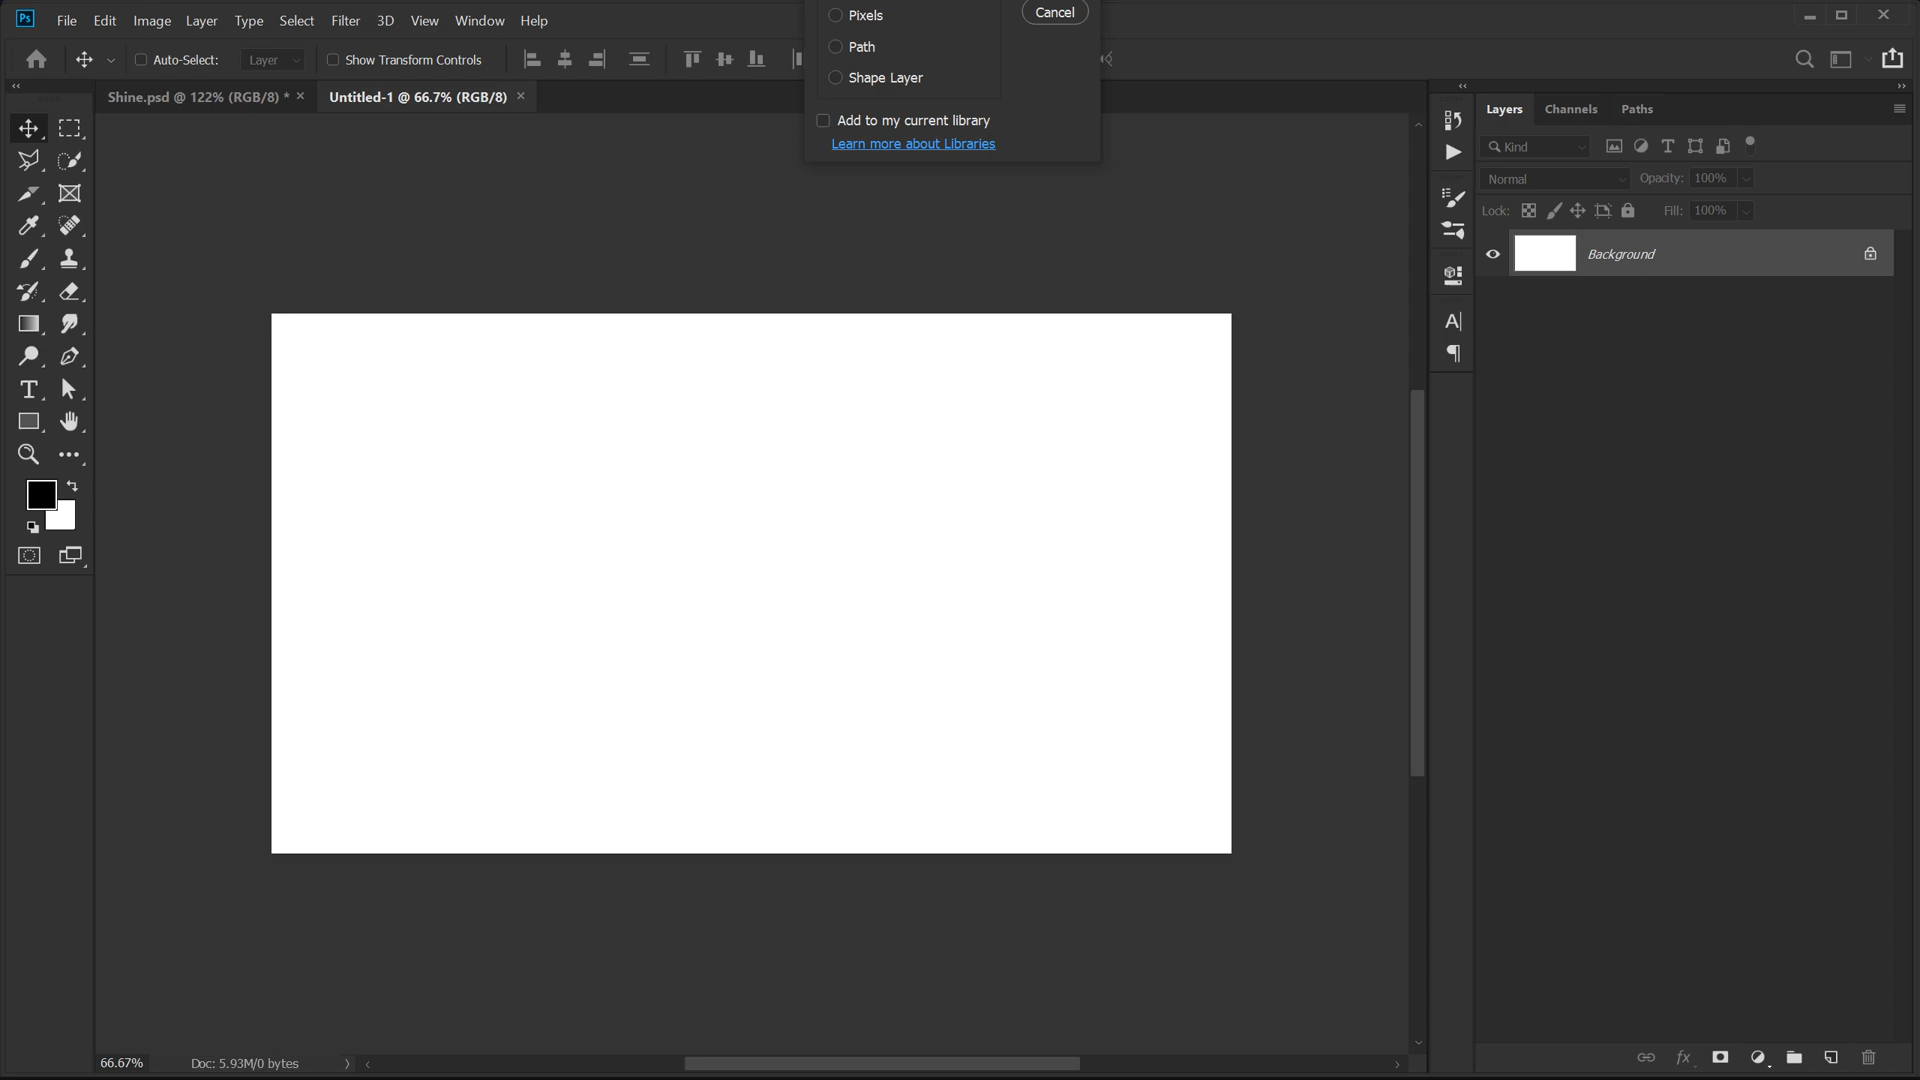 Ps File Edit Image Layer Type Select Filter 3D View Window Help
Pixels
Cancel
Path
Shape Layer
Add to my current library
Learn more about Libraries
Auto-Select: Layer Show Transform Controls
Shine.psd @ 122% (RGB/8) * × Untitled-1 @ 66.7% (RGB/8) ×
Layers Channels Paths
Kind
Normal Opacity: 100%
Lock: Fill: 100%
Background
66.67% Doc: 5.93M/0 bytes